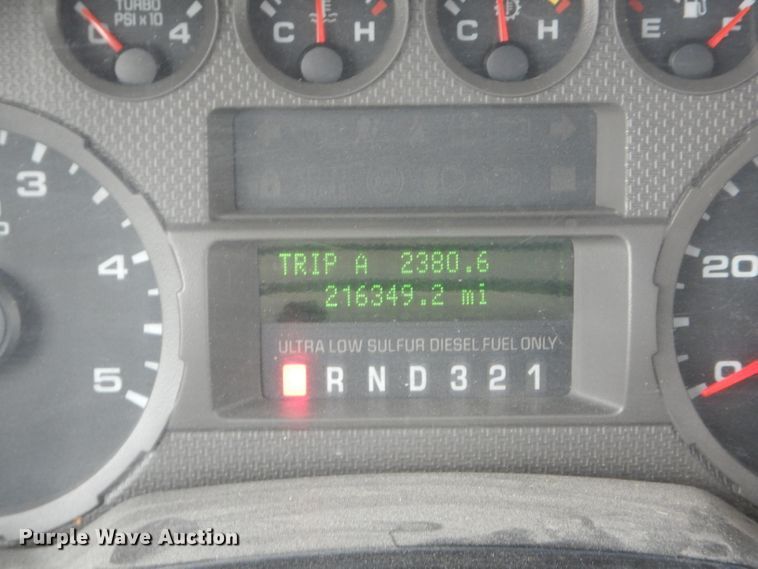 TURBO
PSI x 10
0 4
C H
C H
E F
3
4
5
TRIP A 2380.6
216349.2 mi
ULTRA LOW SULFUR DIESEL FUEL ONLY
R N D 3 2 1
20
0
Purple Wave Auction